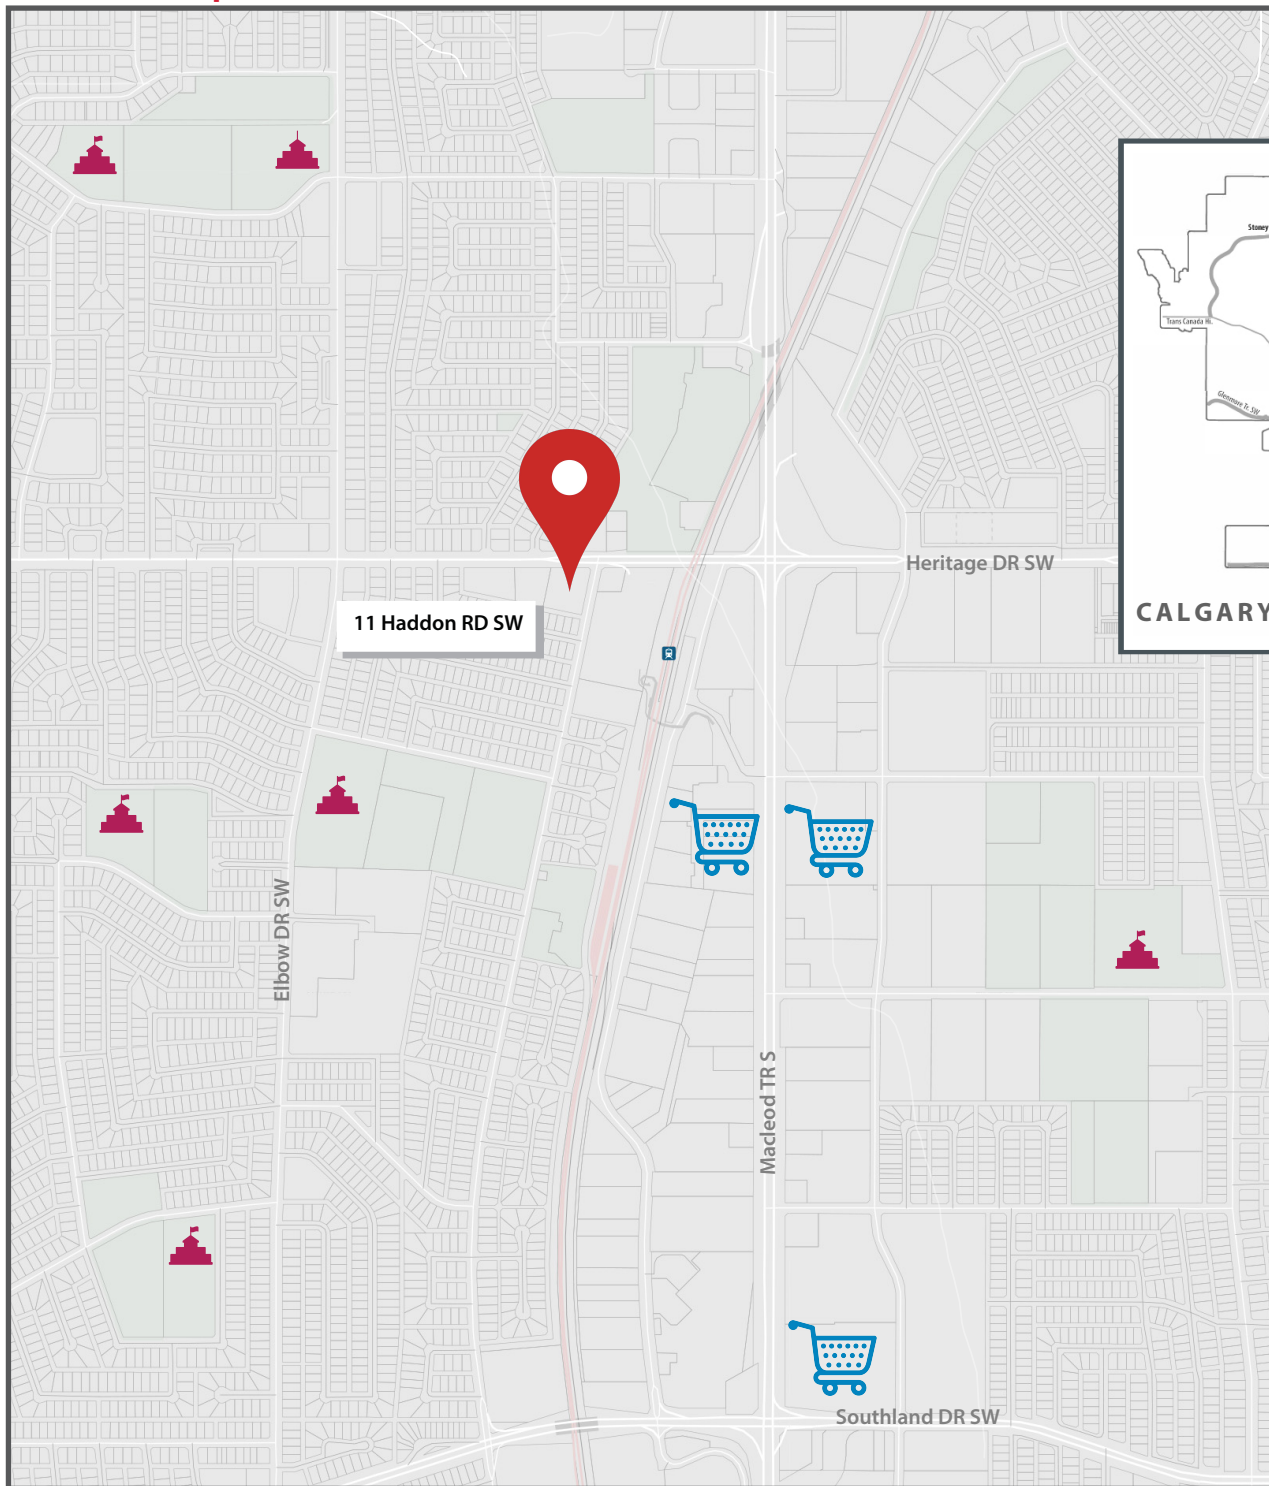 Stoney
Trans Canada Hi.
Glenmore Tr. SW
CALGARY
Heritage DR SW
11 Haddon RD SW
Elbow DR SW
Macleod TR S
Southland DR SW